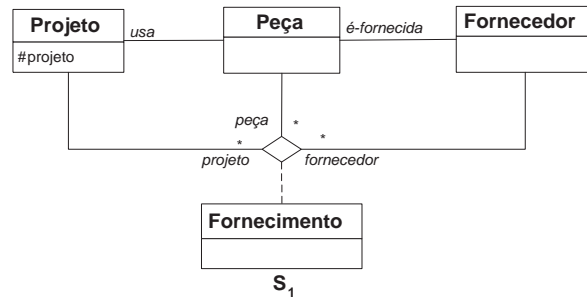 Projeto
usa
Peça
é-fornecida
Fornecedor
#projeto
peça
*
*
*
projeto
fornecedor
Fornecimento
S1